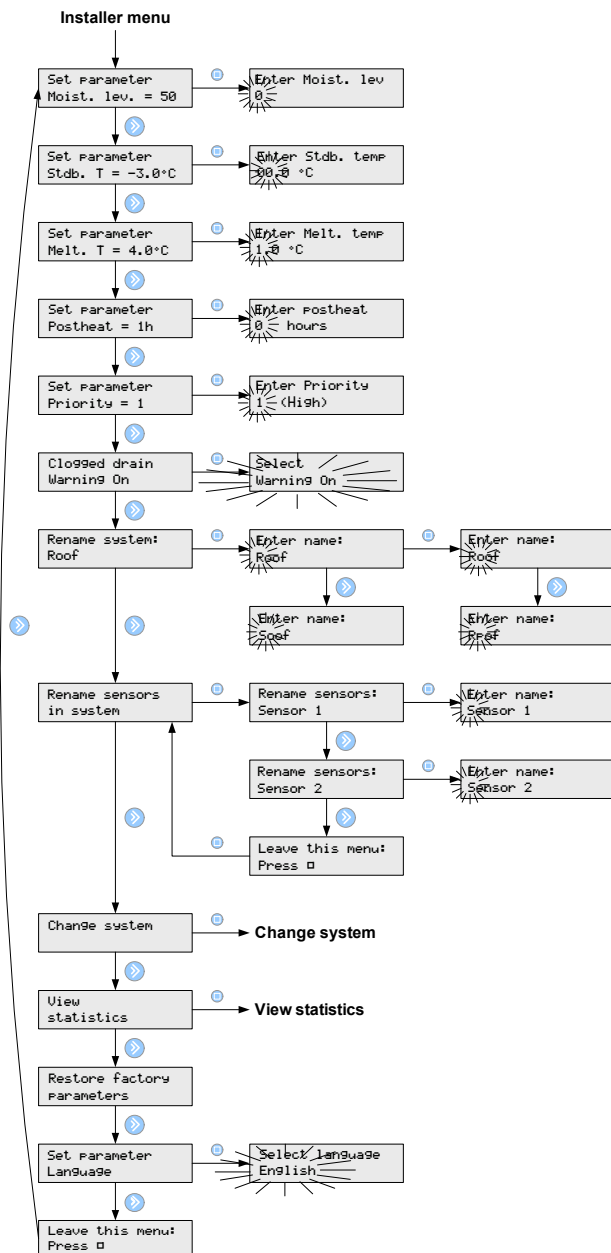 Installer menu
Set parameter
Moist. lev. = 50
Enter Moist. lev
0
Set parameter
Stdb. T = -3.0°C
Enter Stdb. temp
00.0 °C
Set parameter
Melt. T = 4.0°C
Enter Melt. temp
1.0 °C
Set parameter
Postheat = 1h
Enter postheat
0 hours
Set parameter
Priority = 1
Enter Priority
1 (High)
Clogged drain
Warning On
Select
Warning On
Rename system:
Roof
Enter name:
Roof
Enter name:
Roof
Enter name:
Soof
Enter name:
Rpof
Rename sensors
in system
Rename sensors:
Sensor 1
Enter name:
Sensor 1
Rename sensors:
Sensor 2
Enter name:
Sensor 2
Leave this menu:
Press □
Change system
Change system
View
statistics
View statistics
Restore factory
parameters
Set parameter
Language
Select language
English
Leave this menu:
Press □